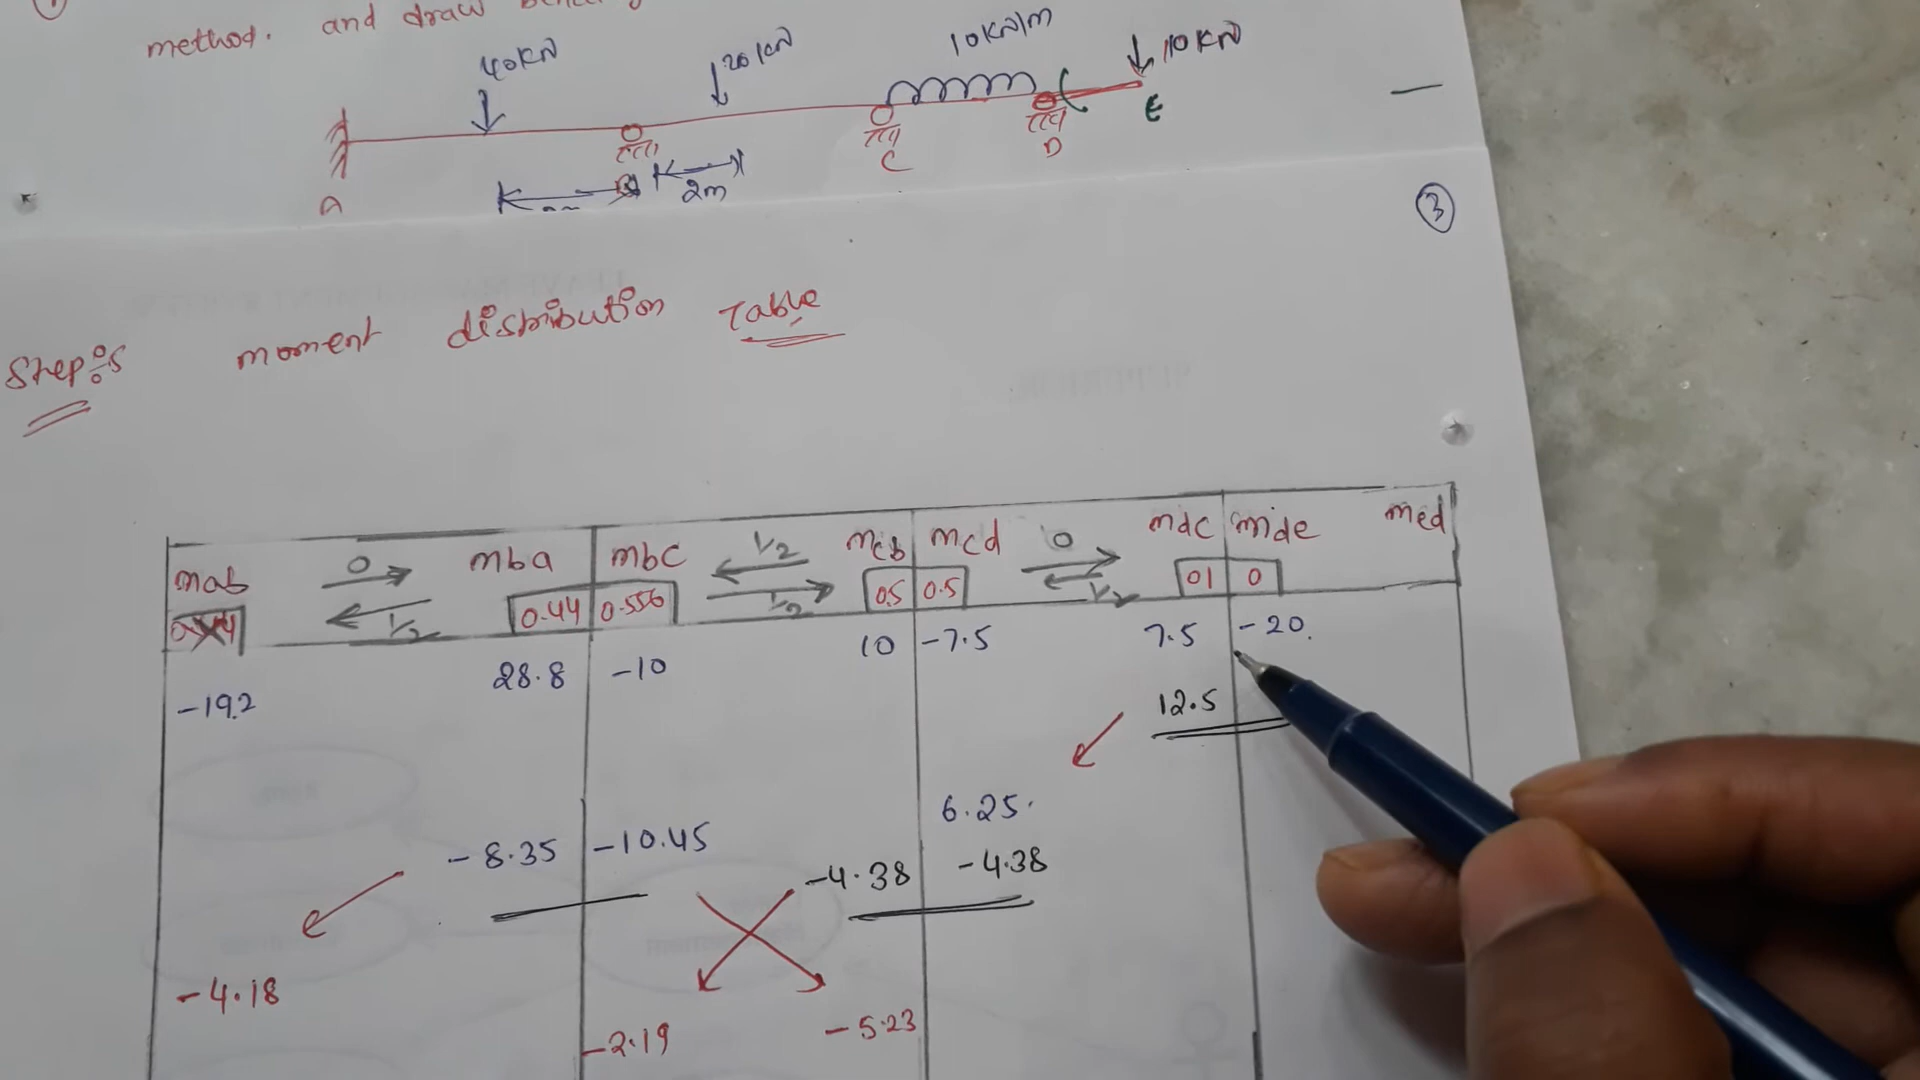 method. and draw
40KN
20KN
10KN/M
10KN
A
B
2m
C
D
E
3
Step:5 moment distribution Table
mab 0 mba mbc 1/2 mcb mcd 0 mdc mde med
1/2 0.44 0.556 1/2 0.5 0.5 1/2 01 0
-19.2 28.8 -10 10 -7.5 7.5 -20.
12.5
6.25.
-8.35 -10.45 -4.38 -4.38
-4.18
-2.19 -5.23